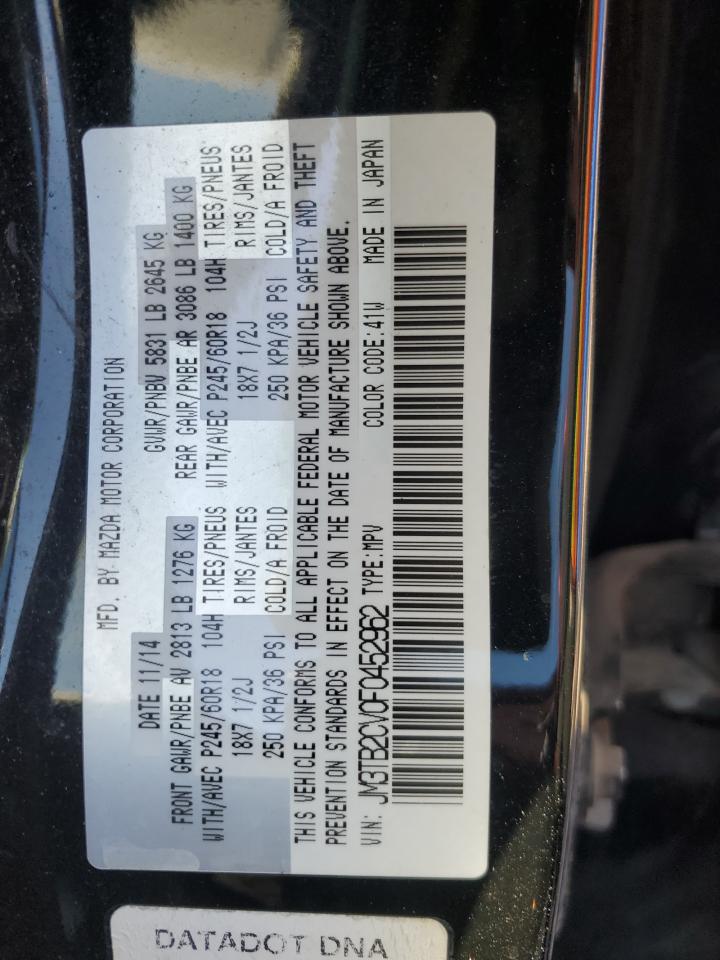 MFD. BY MAZDA MOTOR CORPORATION
DATE 11/14 GVWR/PNBV 5831 LB 2645 KG
FRONT GAWR/PNBE AV 2813 LB 1276 KG REAR GAWR/PNBE AR 3086 LB 1400 KG
WITH/AVEC P245/60R18 104H TIRES/PNEUS WITH/AVEC P245/60R18 104H TIRES/PNEUS
18X7 1/2J RIMS/JANTES 18X7 1/2J RIMS/JANTES
250 KPA/36 PSI COLD/A FROID 250 KPA/36 PSI COLD/A FROID
THIS VEHICLE CONFORMS TO ALL APPLICABLE FEDERAL MOTOR VEHICLE SAFETY AND THEFT
PREVENTION STANDARDS IN EFFECT ON THE DATE OF MANUFACTURE SHOWN ABOVE.
VIN: JM3TB2CV0F0452962 TYPE:MPV COLOR CODE:41W MADE IN JAPAN
DATADOT DNA